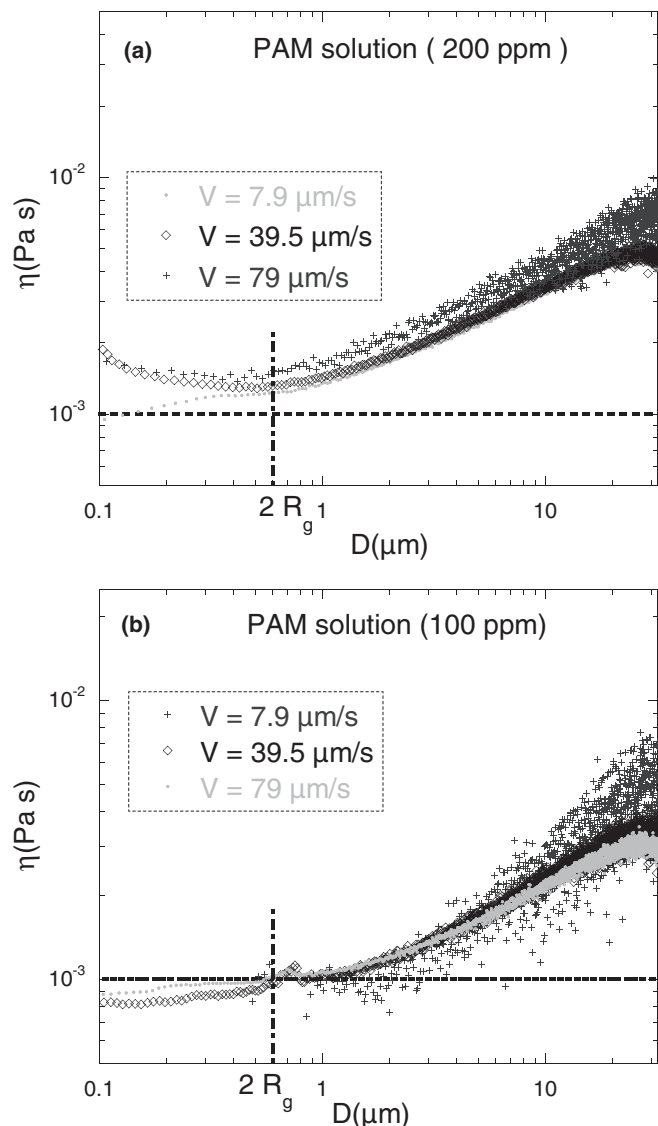 (a) PAM solution ( 200 ppm )
10⁻²
V = 7.9 μm/s
V = 39.5 μm/s
V = 79 μm/s
η(Pa s)
10⁻³
0.1 2 R_g 1 10
D(μm)
(b) PAM solution (100 ppm)
10⁻²
V = 7.9 μm/s
V = 39.5 μm/s
V = 79 μm/s
η(Pa s)
10⁻³
0.1 2 R_g 1 10
D(μm)